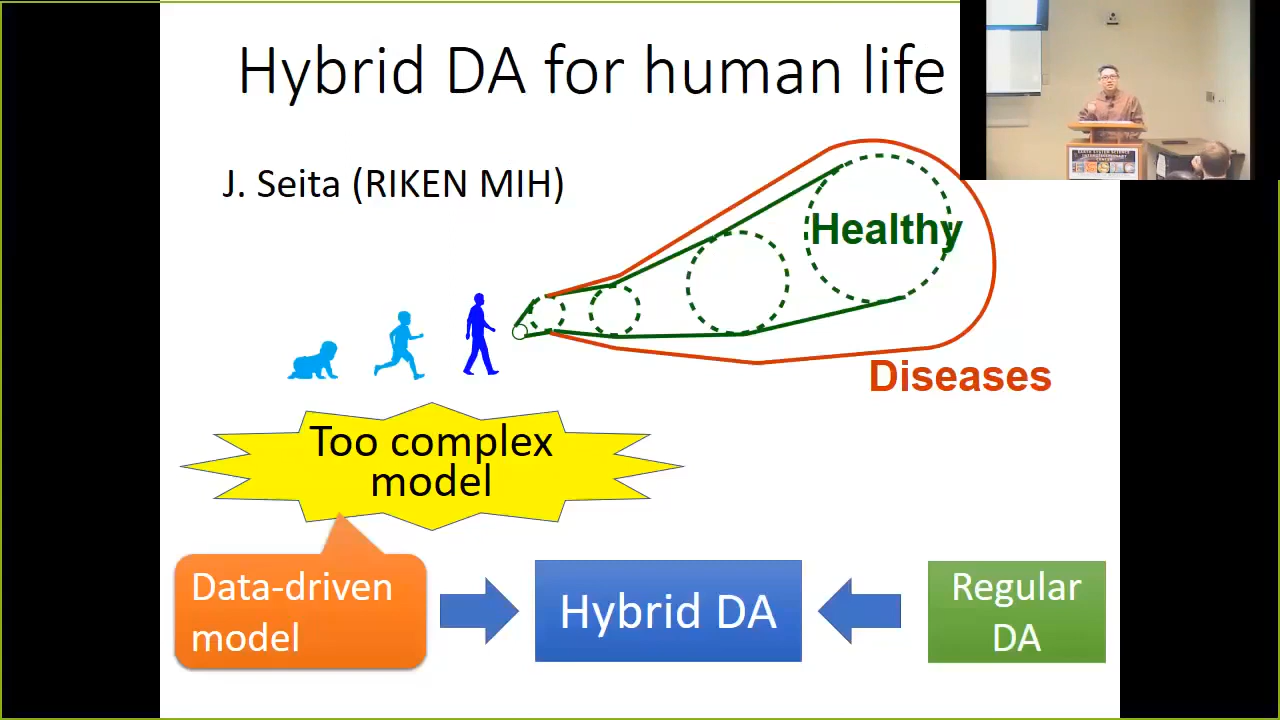 Hybrid DA for human life
J. Seita (RIKEN MIH)
Healthy
Diseases
Too complex
model
Data-driven
model
Hybrid DA
Regular
DA